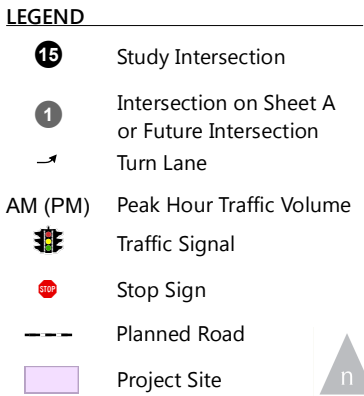 LEGEND
15 Study Intersection
1 Intersection on Sheet A
or Future Intersection
Turn Lane
AM (PM) Peak Hour Traffic Volume
Traffic Signal
STOP Stop Sign
Planned Road
Project Site
n